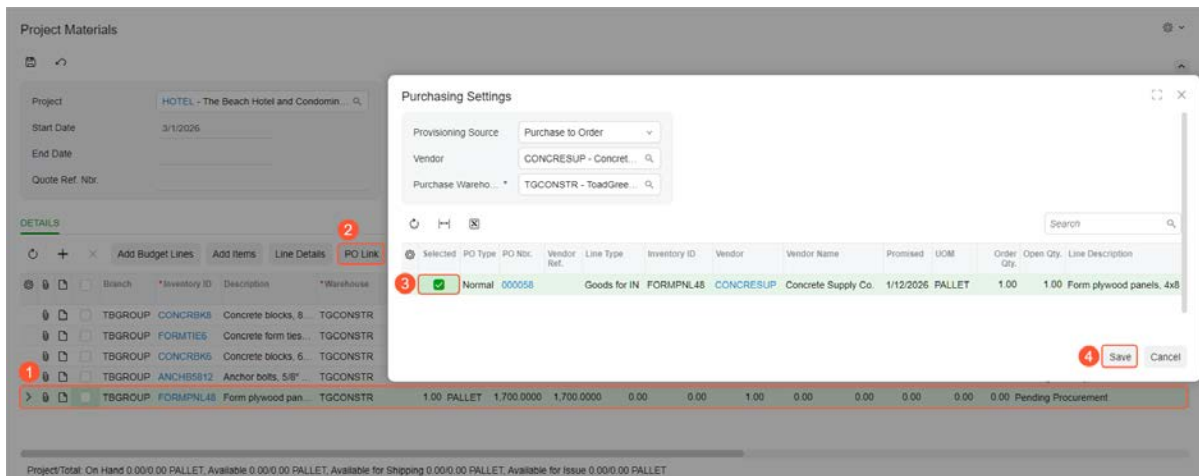 Project Materials
Project HOTEL - The Beach Hotel and Condomin...
Start Date 3/1/2026
End Date
Quote Ref. Nbr.
DETAILS
2
Add Budget Lines Add Items Line Details PO Link
Branch *Inventory ID Description *Warehouse
TBGROUP CONCRBK8 Concrete blocks, 8... TGCONSTR
TBGROUP FORMTIE6 Concrete form ties... TGCONSTR
TBGROUP CONCRBK6 Concrete blocks, 6... TGCONSTR
1
TBGROUP ANCHB5812 Anchor bolts, 5/8" ... TGCONSTR
TBGROUP FORMPNL48 Form plywood pan... TGCONSTR 1.00 PALLET 1,700.0000 1,700.0000 0.00 0.00 1.00 0.00 0.00 0.00 0.00 0.00 Pending Procurement
Project/Total: On Hand 0.00/0.00 PALLET, Available 0.00/0.00 PALLET, Available for Shipping 0.00/0.00 PALLET, Available for Issue 0.00/0.00 PALLET
Purchasing Settings
Provisioning Source Purchase to Order
Vendor CONCRESUP - Concret...
Purchase Wareho... * TGCONSTR - ToadGree...
Search
Selected PO Type PO Nbr. Vendor Ref. Line Type Inventory ID Vendor Vendor Name Promised UOM Order Qty. Open Qty. Line Description
3 Normal 000058 Goods for IN FORMPNL48 CONCRESUP Concrete Supply Co. 1/12/2026 PALLET 1.00 1.00 Form plywood panels, 4x8
4 Save Cancel